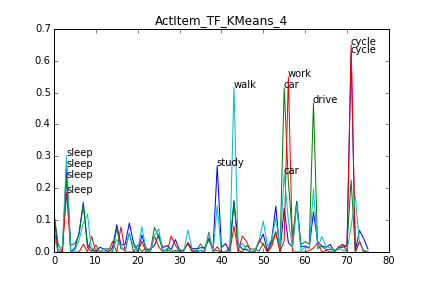 ActItem_TF_KMeans_4
0.7
0.6
0.5
0.4
0.3
0.2
0.1
0.0
cycle
cycle
work
car
walk
drive
car
study
sleep
sleep
sleep
sleep
0 10 20 30 40 50 60 70 80